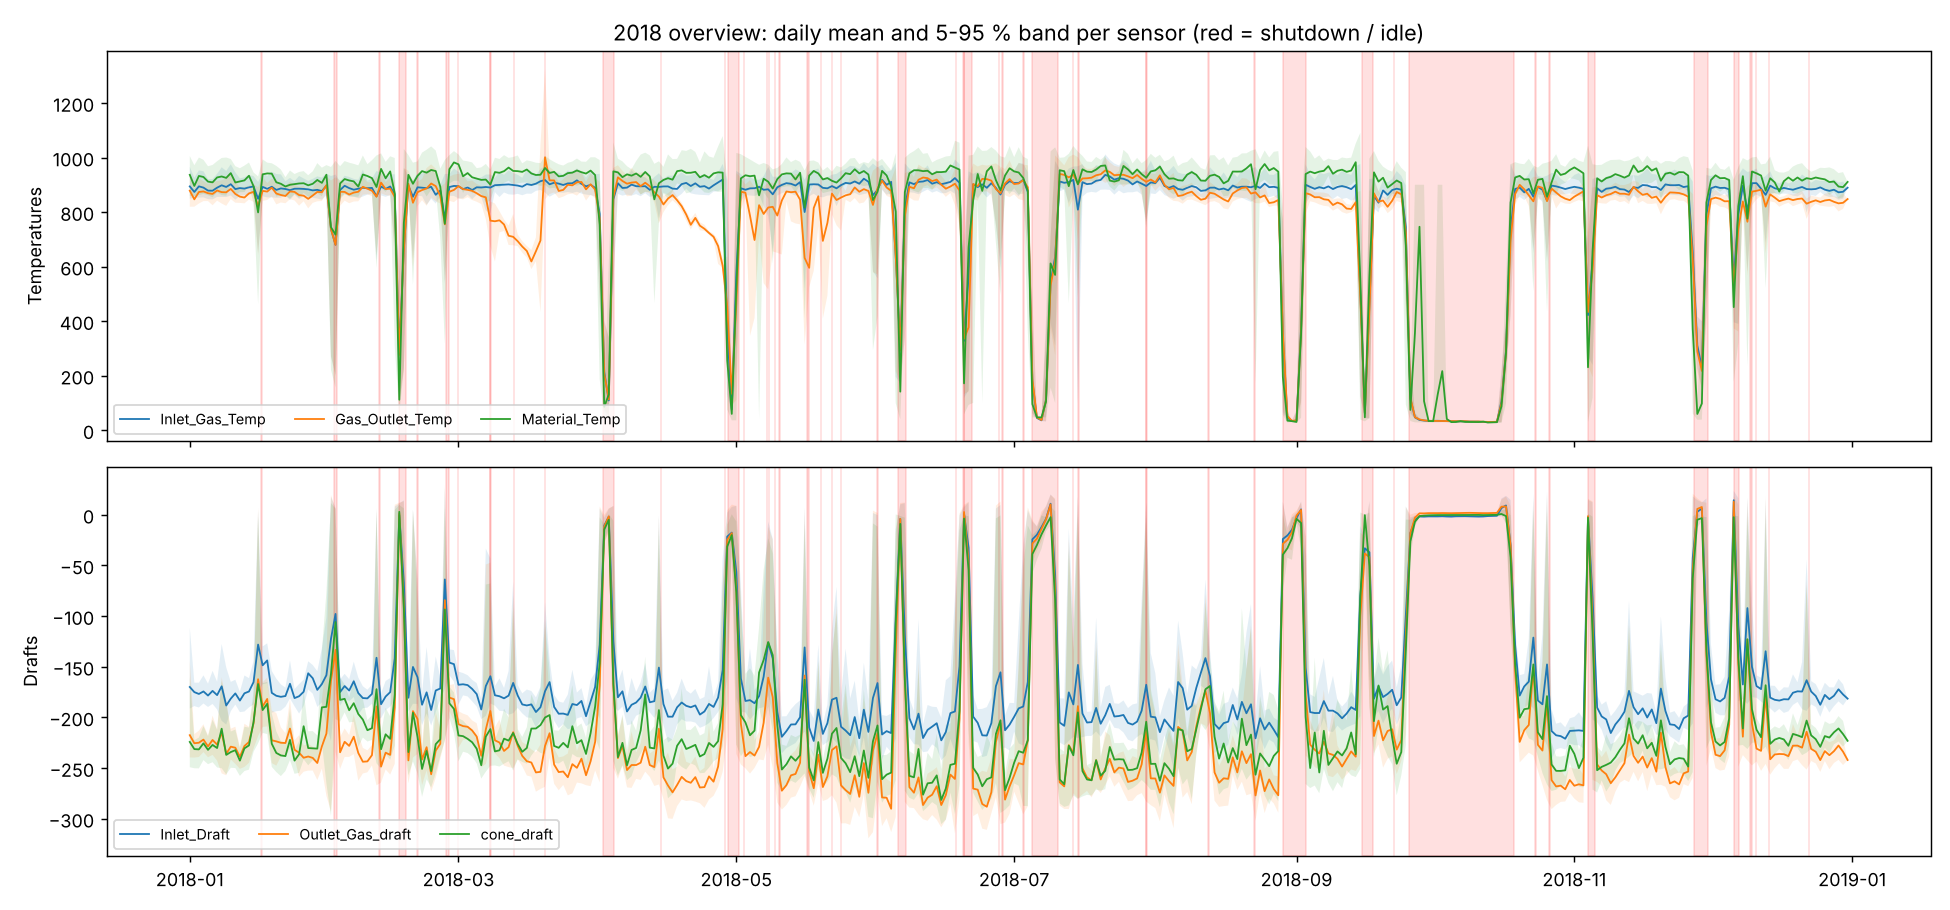 2018 overview: daily mean and 5-95 % band per sensor (red = shutdown / idle)
Temperatures
1200
1000
800
600
400
200
0
Inlet_Gas_Temp Gas_Outlet_Temp Material_Temp
Drafts
0
−50
−100
−150
−200
−250
−300
Inlet_Draft Outlet_Gas_draft cone_draft
2018-01 2018-03 2018-05 2018-07 2018-09 2018-11 2019-01